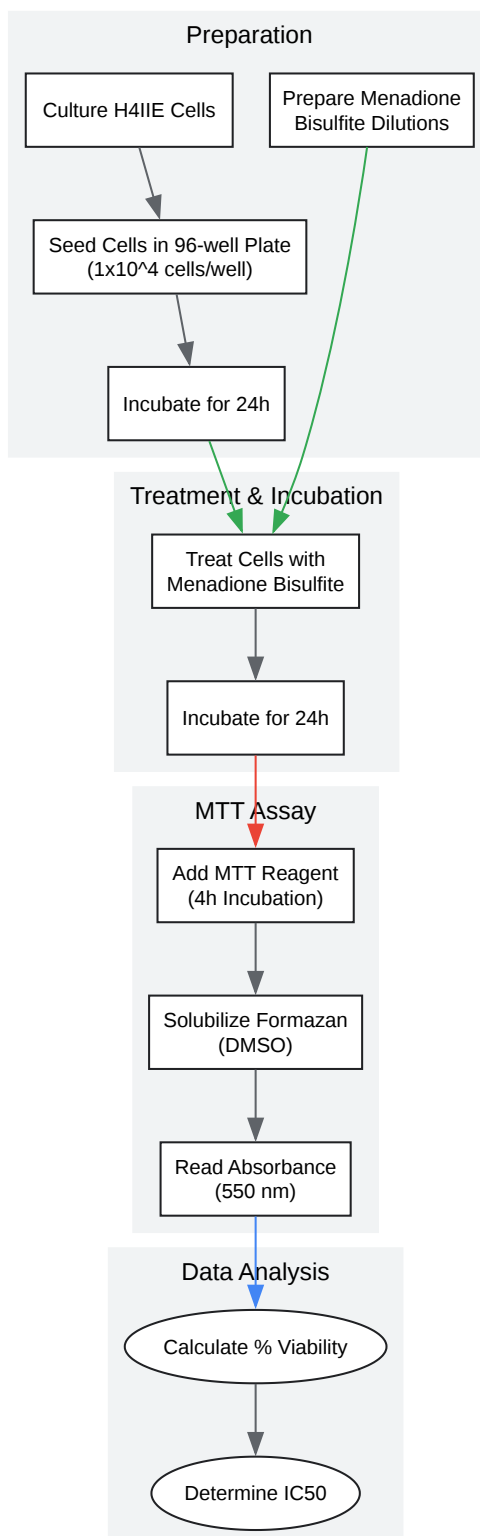 Preparation
Culture H4IIE Cells
Prepare Menadione
Bisulfite Dilutions
Seed Cells in 96-well Plate
(1x10^4 cells/well)
Incubate for 24h
Treatment & Incubation
Treat Cells with
Menadione Bisulfite
Incubate for 24h
MTT Assay
Add MTT Reagent
(4h Incubation)
Solubilize Formazan
(DMSO)
Read Absorbance
(550 nm)
Data Analysis
Calculate % Viability
Determine IC50